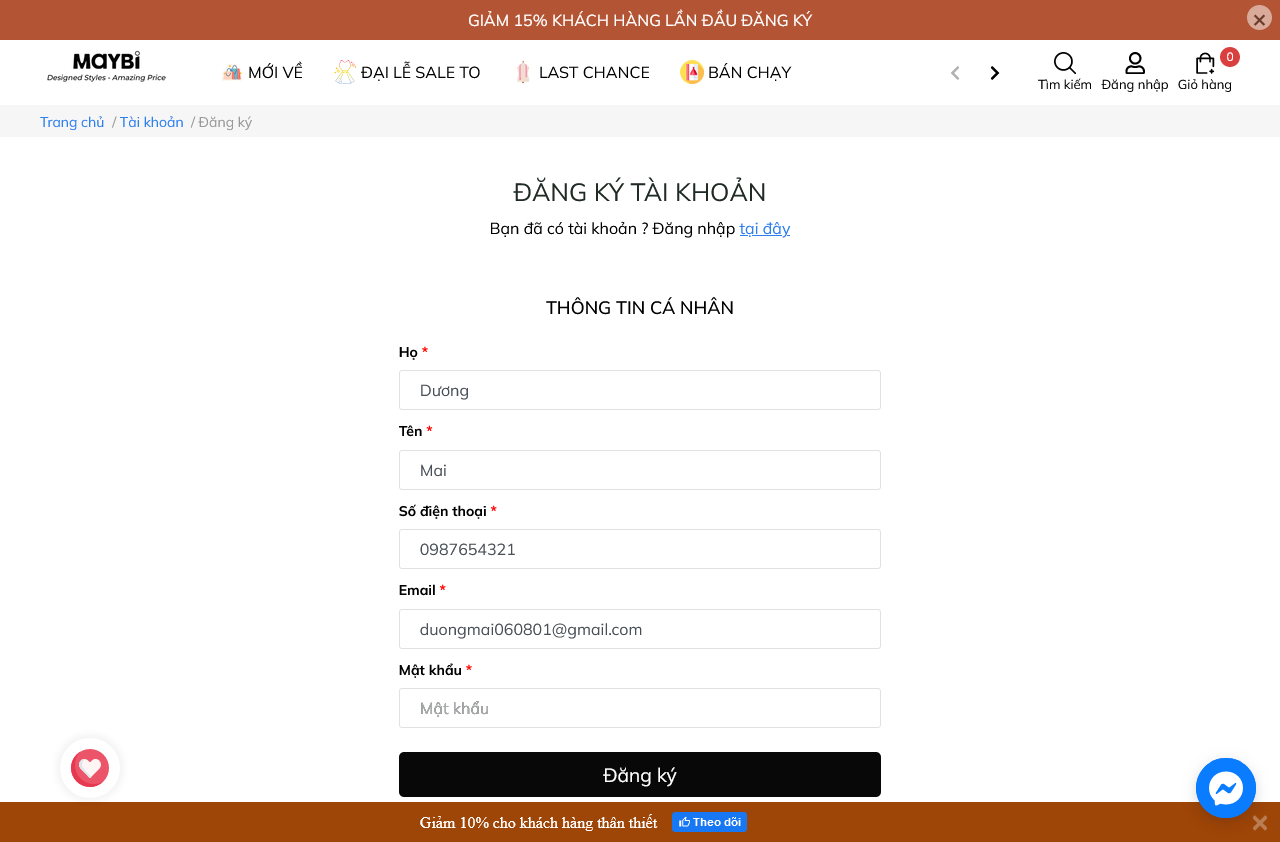 GIẢM 15% KHÁCH HÀNG LẦN ĐẦU ĐĂNG KÝ
MAYBi
Designed Styles - Amazing Price
MỚI VỀ
ĐẠI LỄ SALE TO
LAST CHANCE
BÁN CHẠY
Tìm kiếm
Đăng nhập
0
Giỏ hàng
Trang chủ / Tài khoản / Đăng ký
ĐĂNG KÝ TÀI KHOẢN
Bạn đã có tài khoản ? Đăng nhập tại đây
THÔNG TIN CÁ NHÂN
Họ *
Dương
Tên *
Mai
Số điện thoại *
0987654321
Email *
duongmai060801@gmail.com
Mật khẩu *
Mật khẩu
Đăng ký
Giảm 10% cho khách hàng thân thiết
Theo dõi